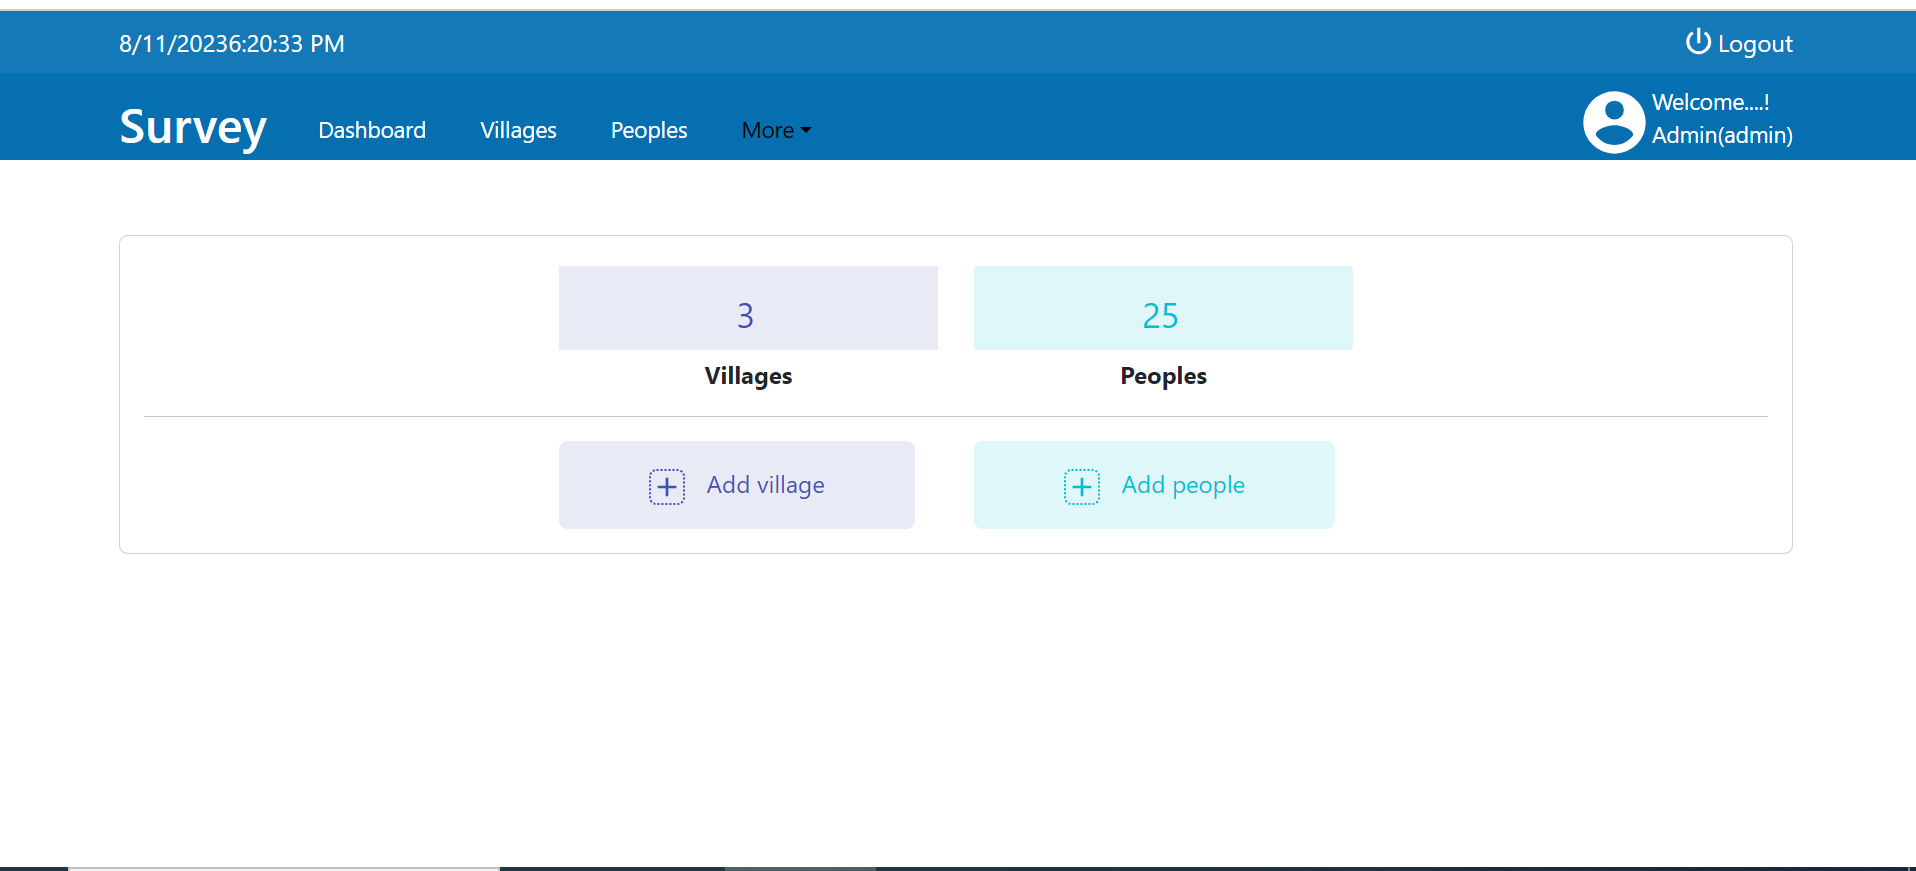 8/11/20236:20:33 PM
Logout
Survey
Dashboard
Villages
Peoples
More
Welcome....!
Admin(admin)
3
25
Villages
Peoples
Add village
Add people